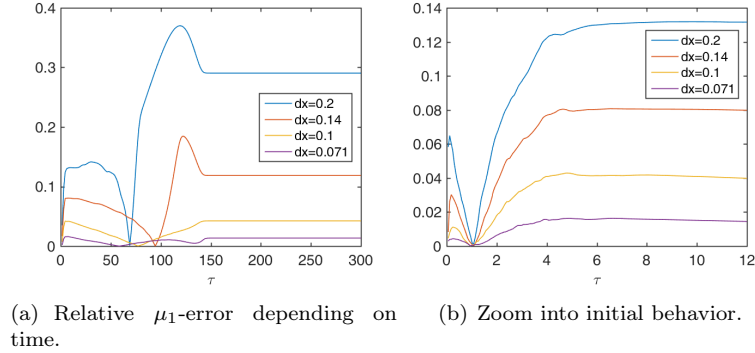 0.4
0.3
0.2
0.1
0
0 50 100 150 200 250 300
τ
dx=0.2
dx=0.14
dx=0.1
dx=0.071
0.14
0.12
0.1
0.08
0.06
0.04
0.02
0
0 2 4 6 8 10 12
τ
dx=0.2
dx=0.14
dx=0.1
dx=0.071
(a) Relative μ₁-error depending on
time.
(b) Zoom into initial behavior.